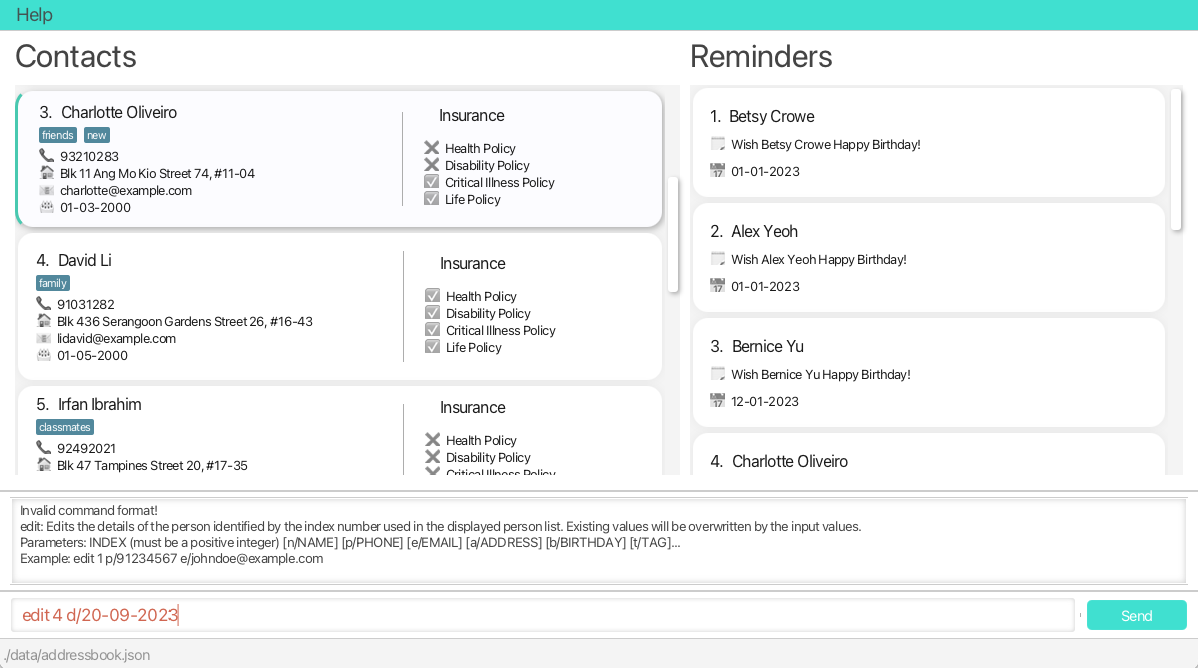 Help
Contacts
3. Charlotte Oliveiro
friends new
93210283
Blk 11 Ang Mo Kio Street 74, #11-04
charlotte@example.com
01-03-2000
Insurance
Health Policy
Disability Policy
Critical Illness Policy
Life Policy
4. David Li
family
91031282
Blk 436 Serangoon Gardens Street 26, #16-43
lidavid@example.com
01-05-2000
Insurance
Health Policy
Disability Policy
Critical Illness Policy
Life Policy
5. Irfan Ibrahim
classmates
92492021
Blk 47 Tampines Street 20, #17-35
Insurance
Health Policy
Disability Policy
Critical Illness Policy
Reminders
1. Betsy Crowe
Wish Betsy Crowe Happy Birthday!
01-01-2023
2. Alex Yeoh
Wish Alex Yeoh Happy Birthday!
01-01-2023
3. Bernice Yu
Wish Bernice Yu Happy Birthday!
12-01-2023
4. Charlotte Oliveiro
Invalid command format!
edit: Edits the details of the person identified by the index number used in the displayed person list. Existing values will be overwritten by the input values.
Parameters: INDEX (must be a positive integer) [n/NAME] [p/PHONE] [e/EMAIL] [a/ADDRESS] [b/BIRTHDAY] [t/TAG]...
Example: edit 1 p/91234567 e/johndoe@example.com
edit 4 d/20-09-2023
Send
./data/addressbook.json